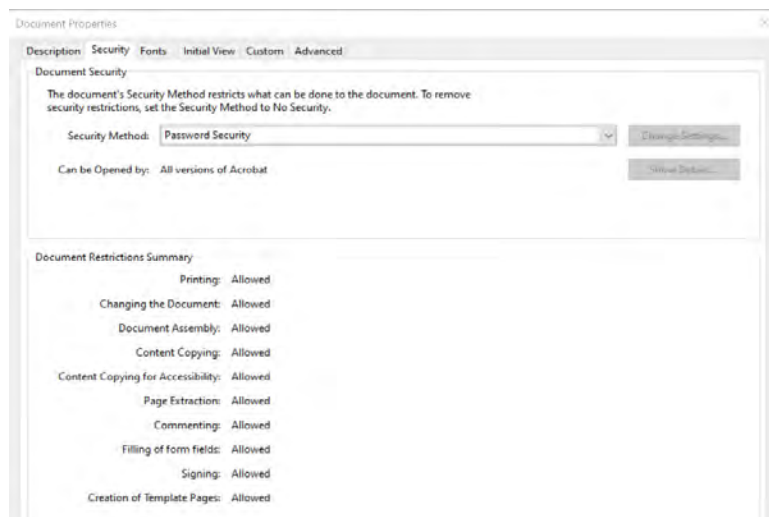 Document Properties
Description Security Fonts Initial View Custom Advanced
Document Security
The document's Security Method restricts what can be done to the document. To remove
security restrictions, set the Security Method to No Security.
Security Method: Password Security
Change Settings...
Can be Opened by: All versions of Acrobat
Show Details...
Document Restrictions Summary
Printing: Allowed
Changing the Document: Allowed
Document Assembly: Allowed
Content Copying: Allowed
Content Copying for Accessibility: Allowed
Page Extraction: Allowed
Commenting: Allowed
Filling of form fields: Allowed
Signing: Allowed
Creation of Template Pages: Allowed